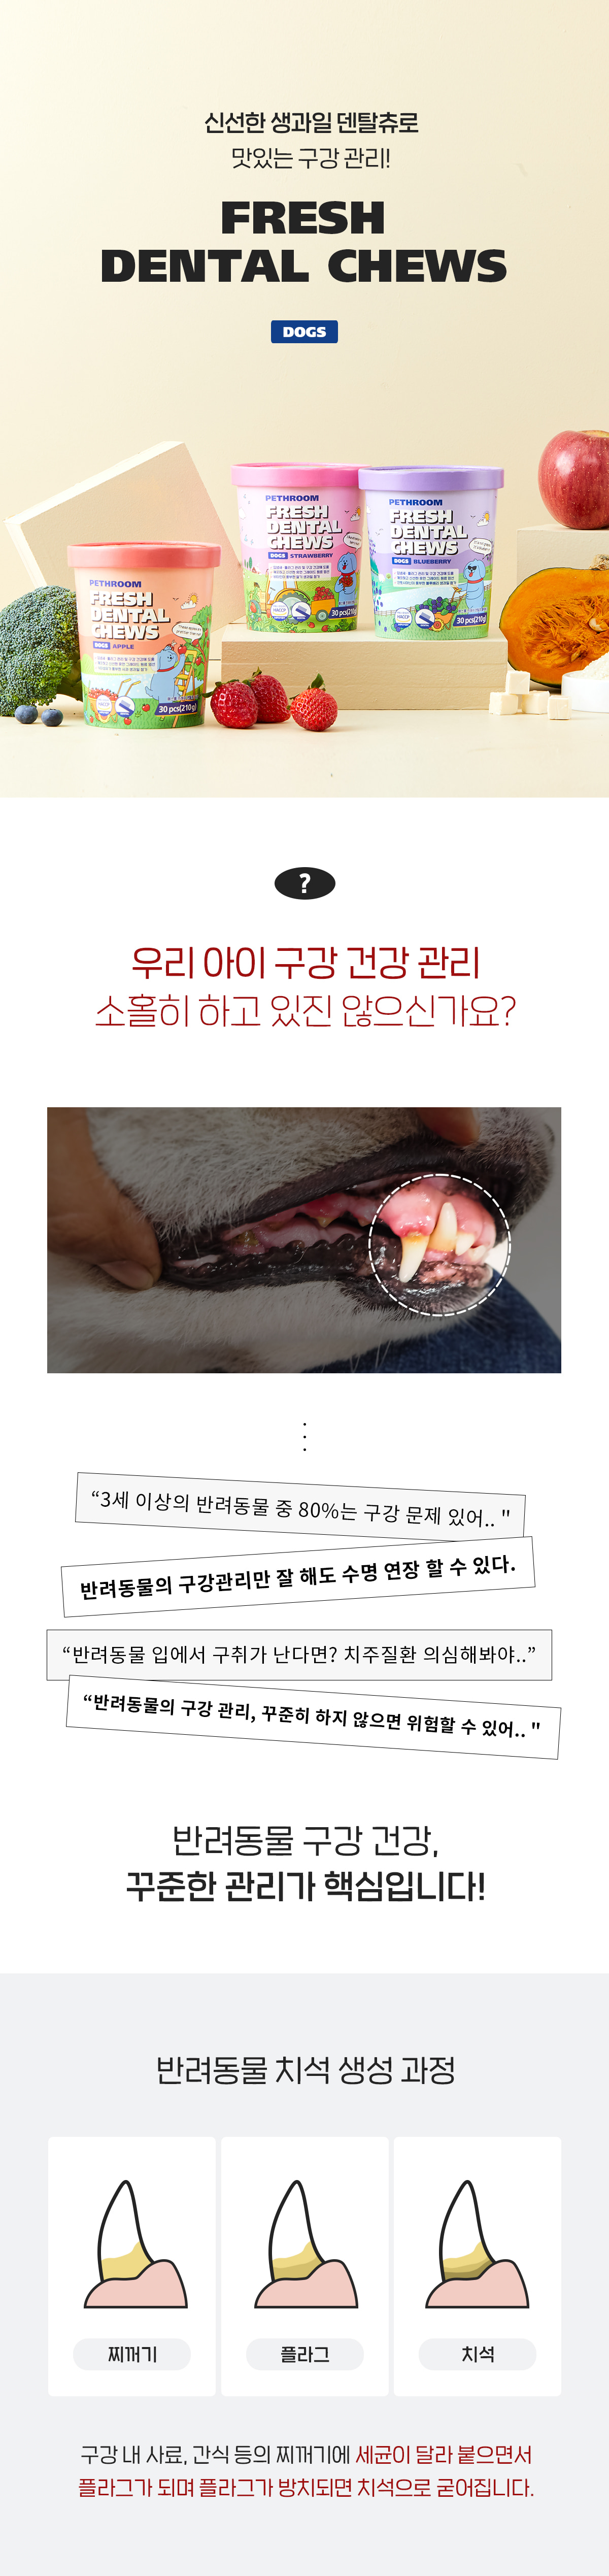 신선한 생과일 덴탈츄로
맛있는 구강 관리!
FRESH
DENTAL CHEWS
DOGS
PETHROOM
FRESH
DENTAL
CHEWS
DOGS STRAWBERRY
HACCP
30 pcs(210g)
PETHROOM
FRESH
DENTAL
CHEWS
DOGS BLUEBERRY
HACCP
30 pcs(210g)
PETHROOM
FRESH
DENTAL
CHEWS
DOGS APPLE
HACCP
30 pcs(210g)
?
우리 아이 구강 건강 관리
소홀히 하고 있진 않으신가요?
“3세 이상의 반려동물 중 80%는 구강 문제 있어.. "
반려동물의 구강관리만 잘 해도 수명 연장 할 수 있다.
“반려동물 입에서 구취가 난다면? 치주질환 의심해봐야..”
“반려동물의 구강 관리, 꾸준히 하지 않으면 위험할 수 있어.. "
반려동물 구강 건강,
꾸준한 관리가 핵심입니다!
반려동물 치석 생성 과정
찌꺼기
플라그
치석
구강 내 사료, 간식 등의 찌꺼기에 세균이 달라 붙으면서
플라그가 되며 플라그가 방치되면 치석으로 굳어집니다.